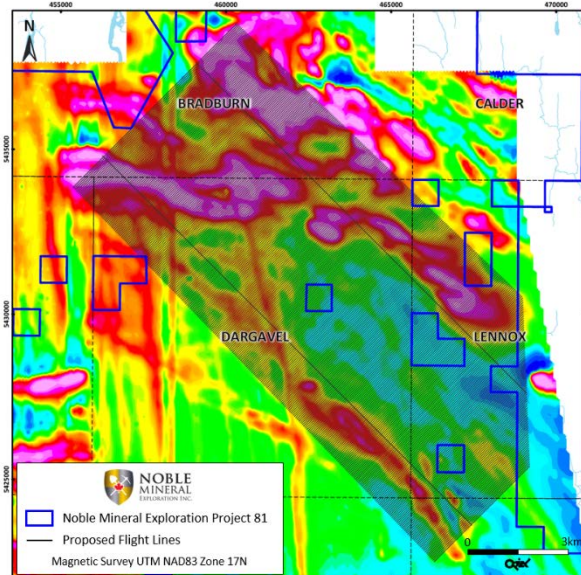 455000
460000
465000
470000
N
BRADBURN
CALDER
5435000
5430000
DARGAVEL
LENNOX
5425000
NOBLE
MINERAL
EXPLORATION INC.
Noble Mineral Exploration Project 81
Proposed Flight Lines
Magnetic Survey UTM NAD83 Zone 17N
0 3km